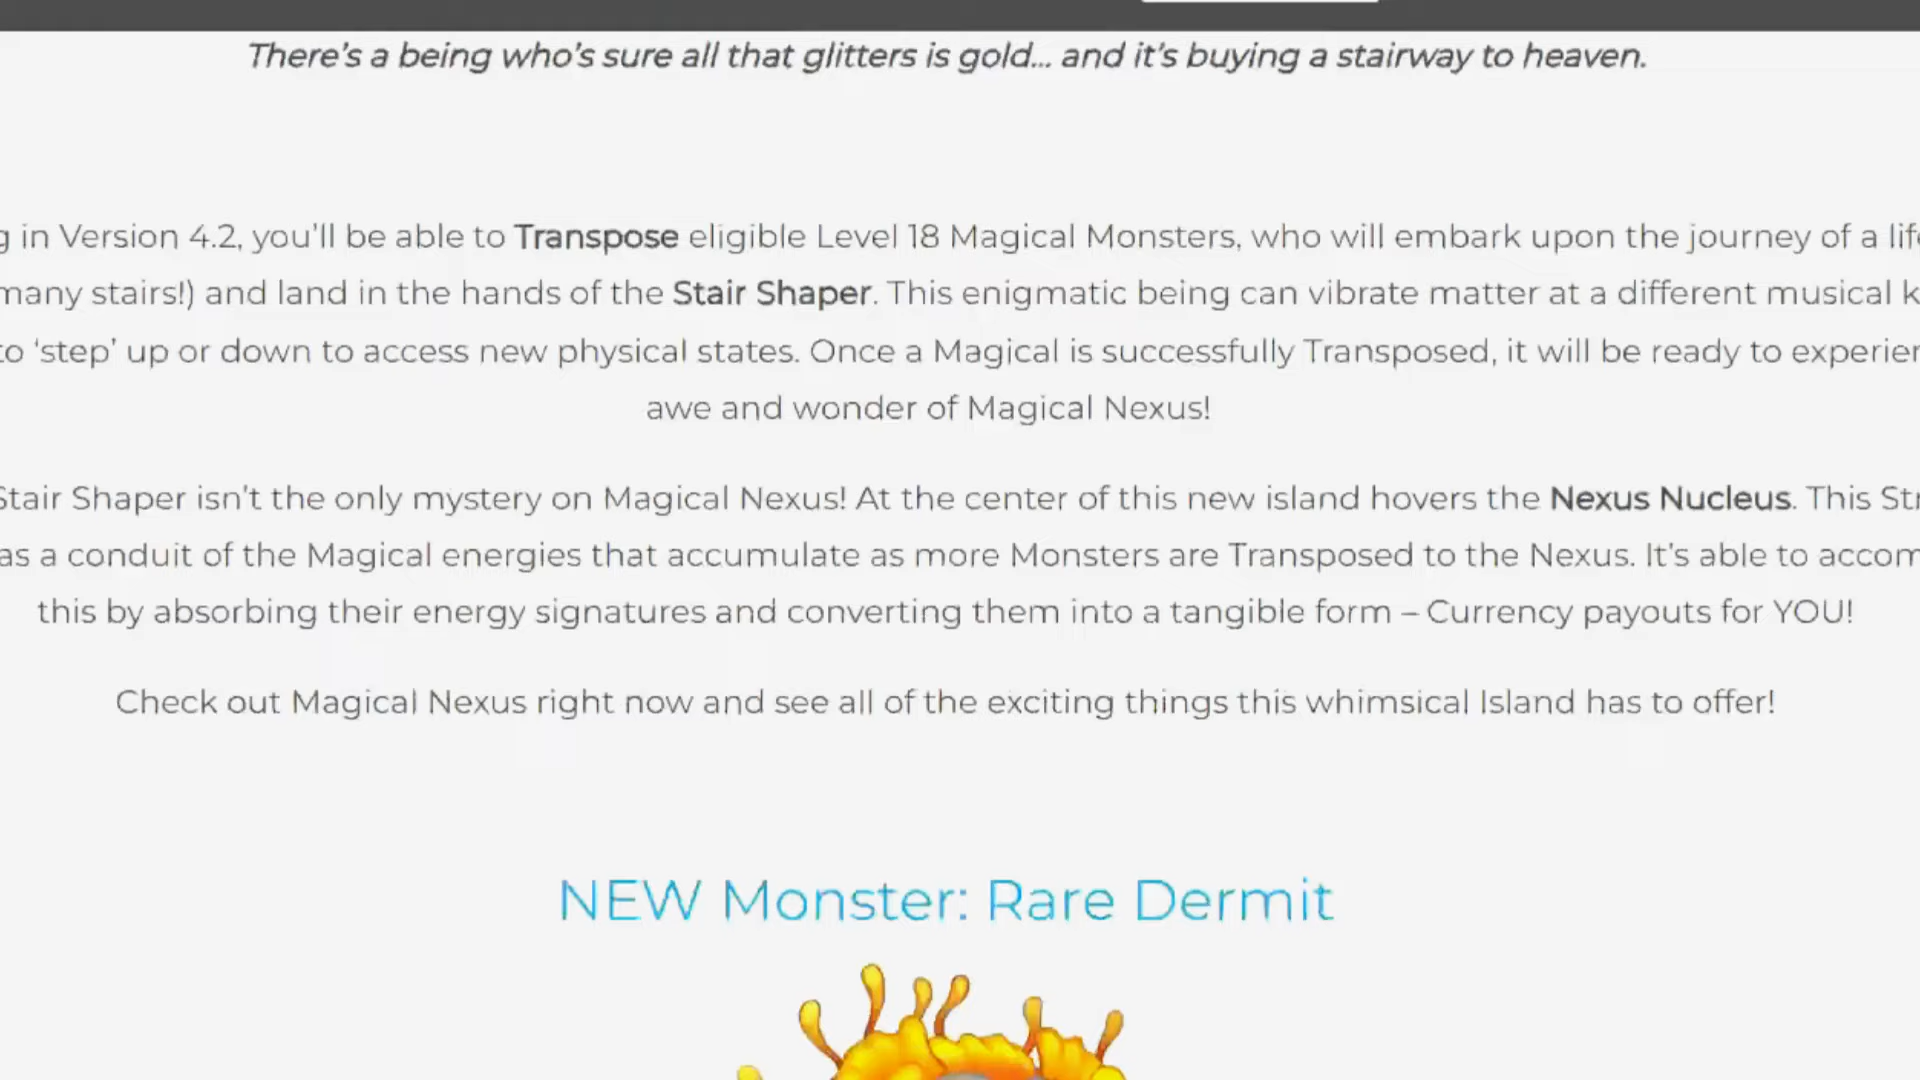 There's a being who's sure all that glitters is gold... and it's buying a stairway to heaven.
in Version 4.2, you'll be able to Transpose eligible Level 18 Magical Monsters, who will embark upon the journey of a
many stairs!) and land in the hands of the Stair Shaper. This enigmatic being can vibrate matter at a different musical
to 'step' up or down to access new physical states. Once a Magical is successfully Transposed, it will be ready to
awe and wonder of Magical Nexus!
Stair Shaper isn't the only mystery on Magical Nexus! At the center of this new island hovers the Nexus Nucleus. This
as a conduit of the Magical energies that accumulate as more Monsters are Transposed to the Nexus. It's able to
this by absorbing their energy signatures and converting them into a tangible form – Currency payouts for YOU!
Check out Magical Nexus right now and see all of the exciting things this whimsical Island has to offer!
NEW Monster: Rare Dermit